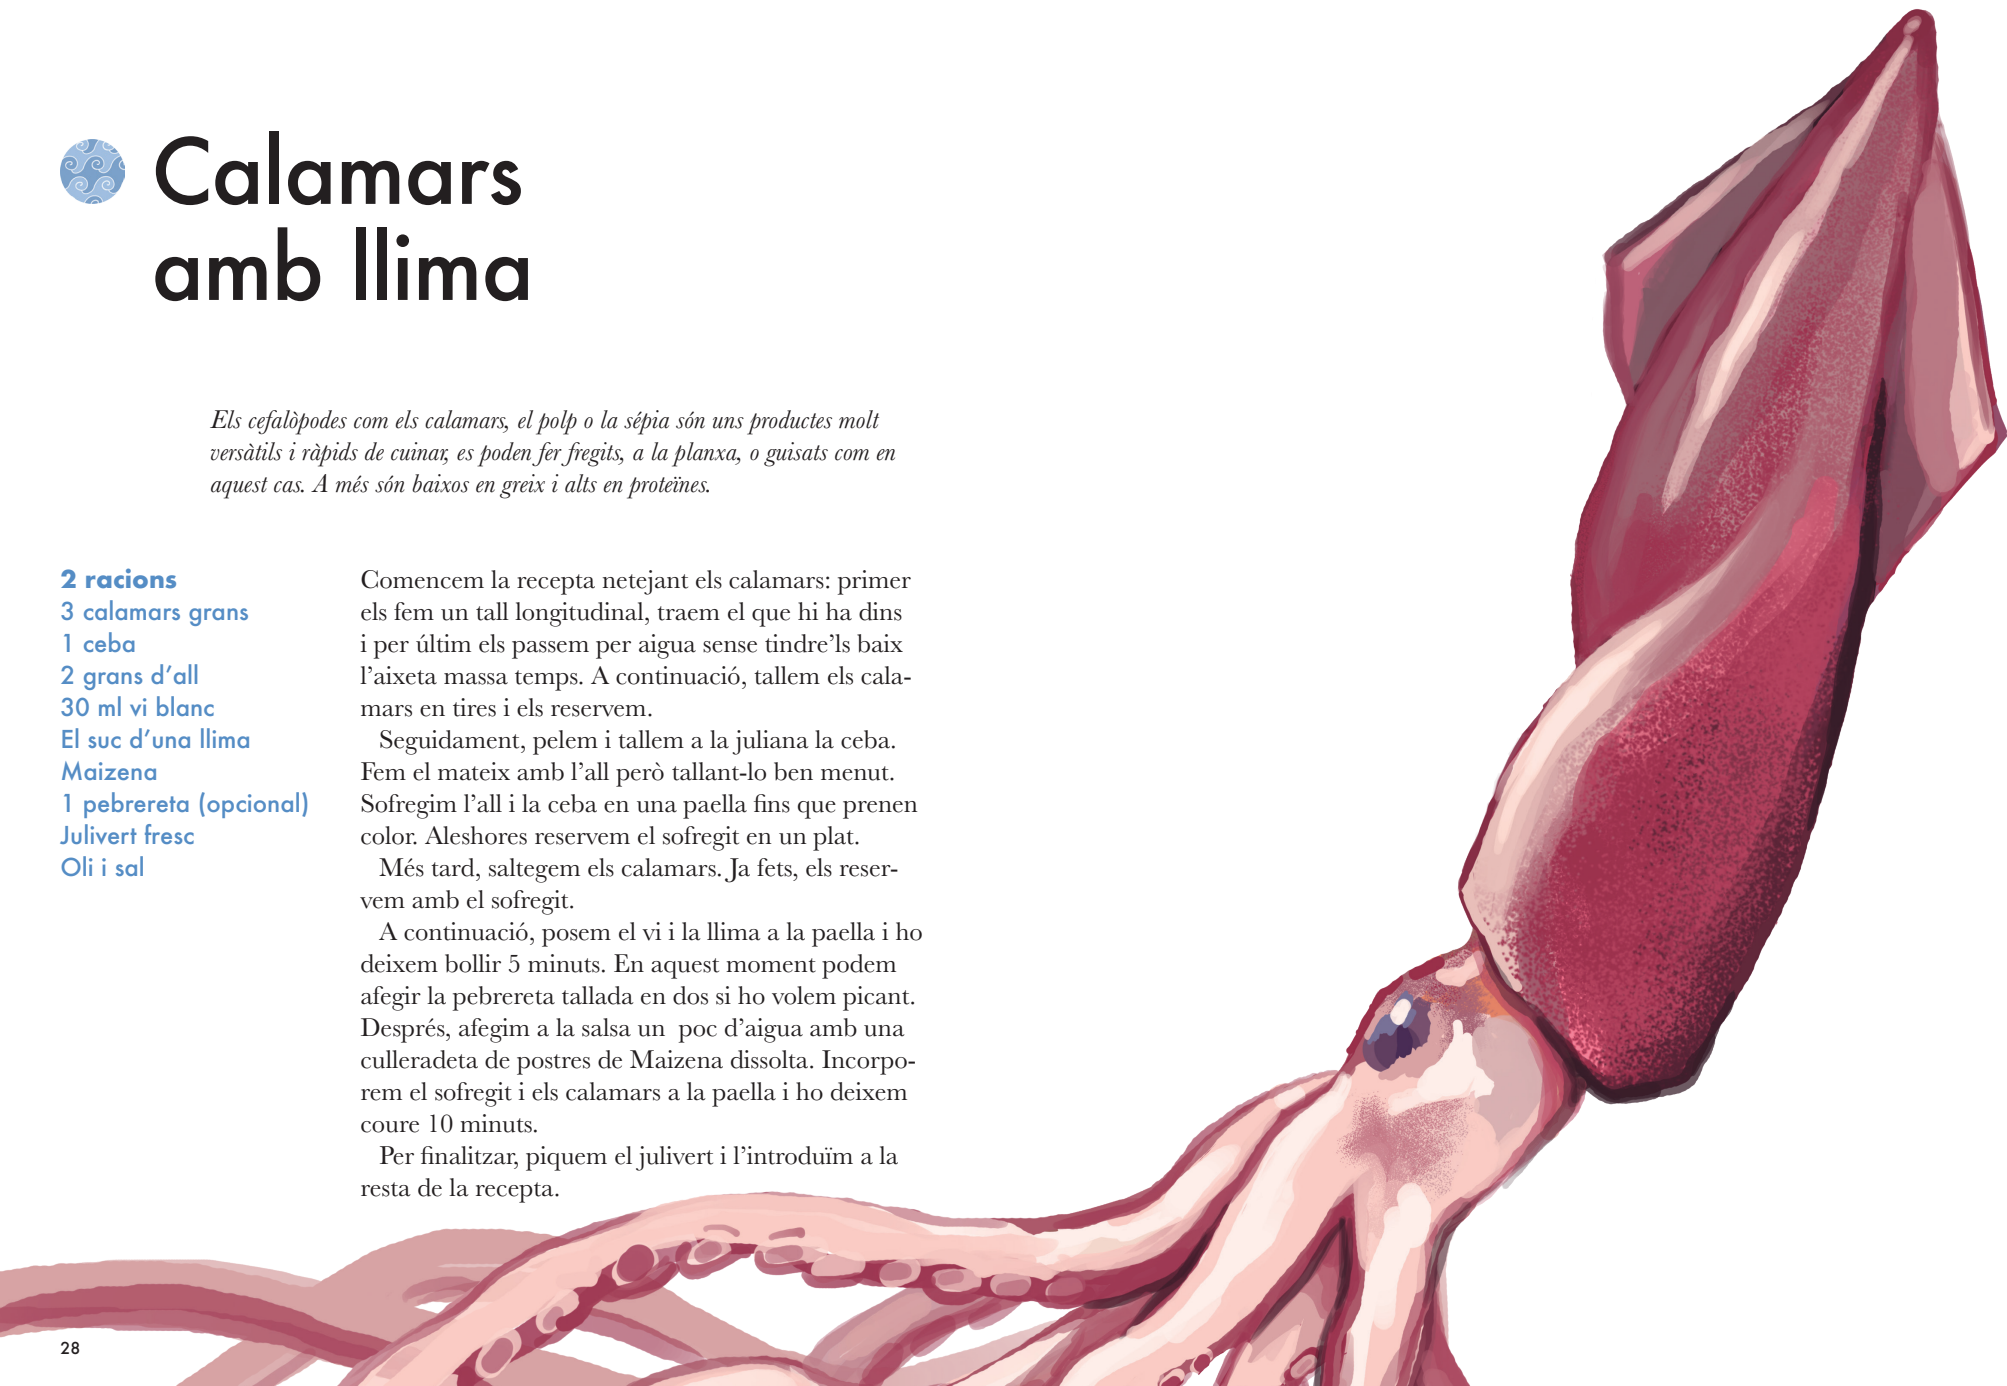 Calamars
amb llima
Els cefalòpodes com els calamars, el polp o la sépia són uns productes molt
versàtils i ràpids de cuinar, es poden fer fregits, a la planxa, o guisats com en
aquest cas. A més són baixos en greix i alts en proteïnes.
2 racions
3 calamars grans
1 ceba
2 grans d’all
30 ml vi blanc
El suc d’una llima
Maizena
1 pebrereta (opcional)
Julivert fresc
Oli i sal
Comencem la recepta netejant els calamars: primer
els fem un tall longitudinal, traem el que hi ha dins
i per últim els passem per aigua sense tindre’ls baix
l’aixeta massa temps. A continuació, tallem els cala-
mars en tires i els reservem.
Seguidament, pelem i tallem a la juliana la ceba.
Fem el mateix amb l’all però tallant-lo ben menut.
Sofregim l’all i la ceba en una paella fins que prenen
color. Aleshores reservem el sofregit en un plat.
Més tard, saltegem els calamars. Ja fets, els reser-
vem amb el sofregit.
A continuació, posem el vi i la llima a la paella i ho
deixem bollir 5 minuts. En aquest moment podem
afegir la pebrereta tallada en dos si ho volem picant.
Després, afegim a la salsa un  poc d’aigua amb una
culleradeta de postres de Maizena dissolta. Incorpo-
rem el sofregit i els calamars a la paella i ho deixem
coure 10 minuts.
Per finalitzar, piquem el julivert i l’introduïm a la
resta de la recepta.
28